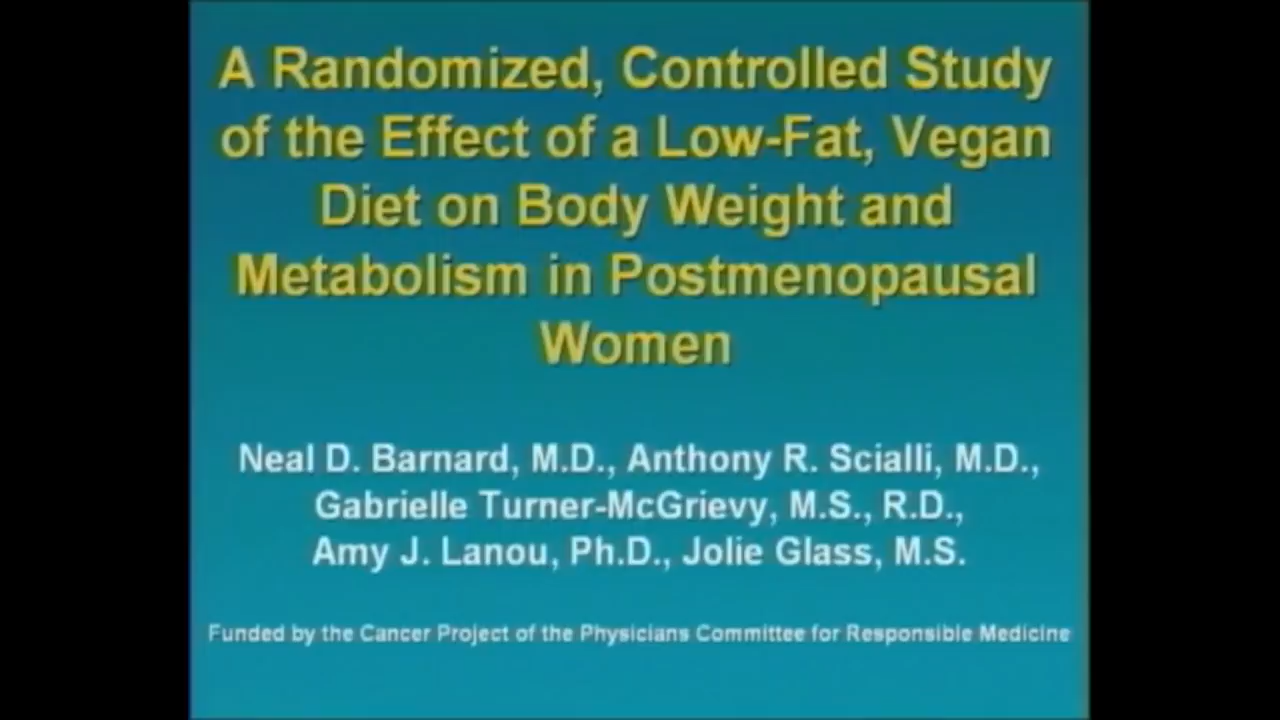 A Randomized, Controlled Study
of the Effect of a Low-Fat, Vegan
Diet on Body Weight and
Metabolism in Postmenopausal
Women
Neal D. Barnard, M.D., Anthony R. Scialli, M.D.,
Gabrielle Turner-McGrievy, M.S., R.D.,
Amy J. Lanou, Ph.D., Jolie Glass, M.S.
Funded by the Cancer Project of the Physicians Committee for Responsible Medicine